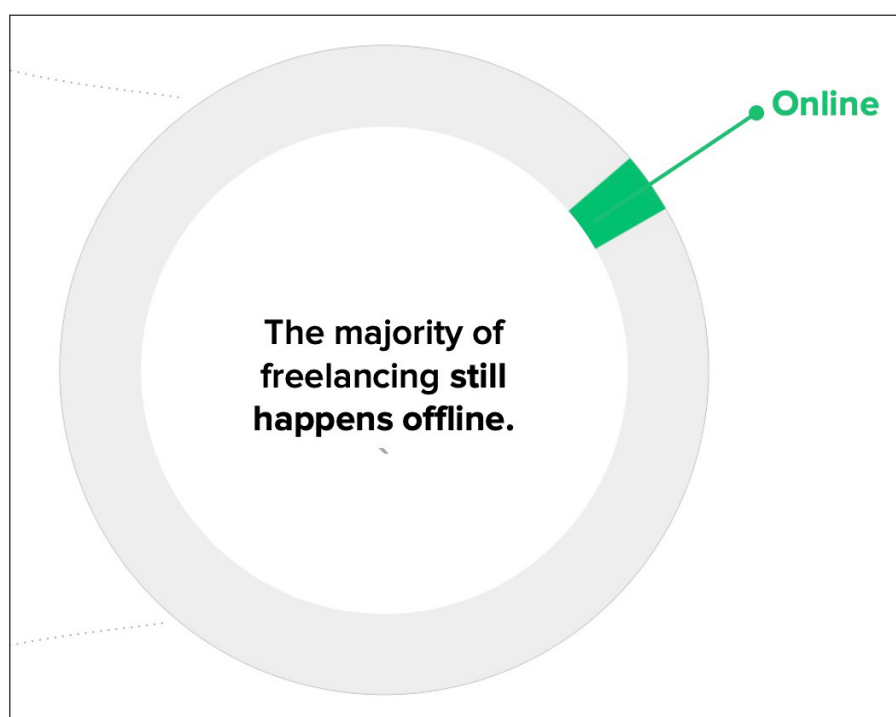 Online
The majority of
freelancing still
happens offline.